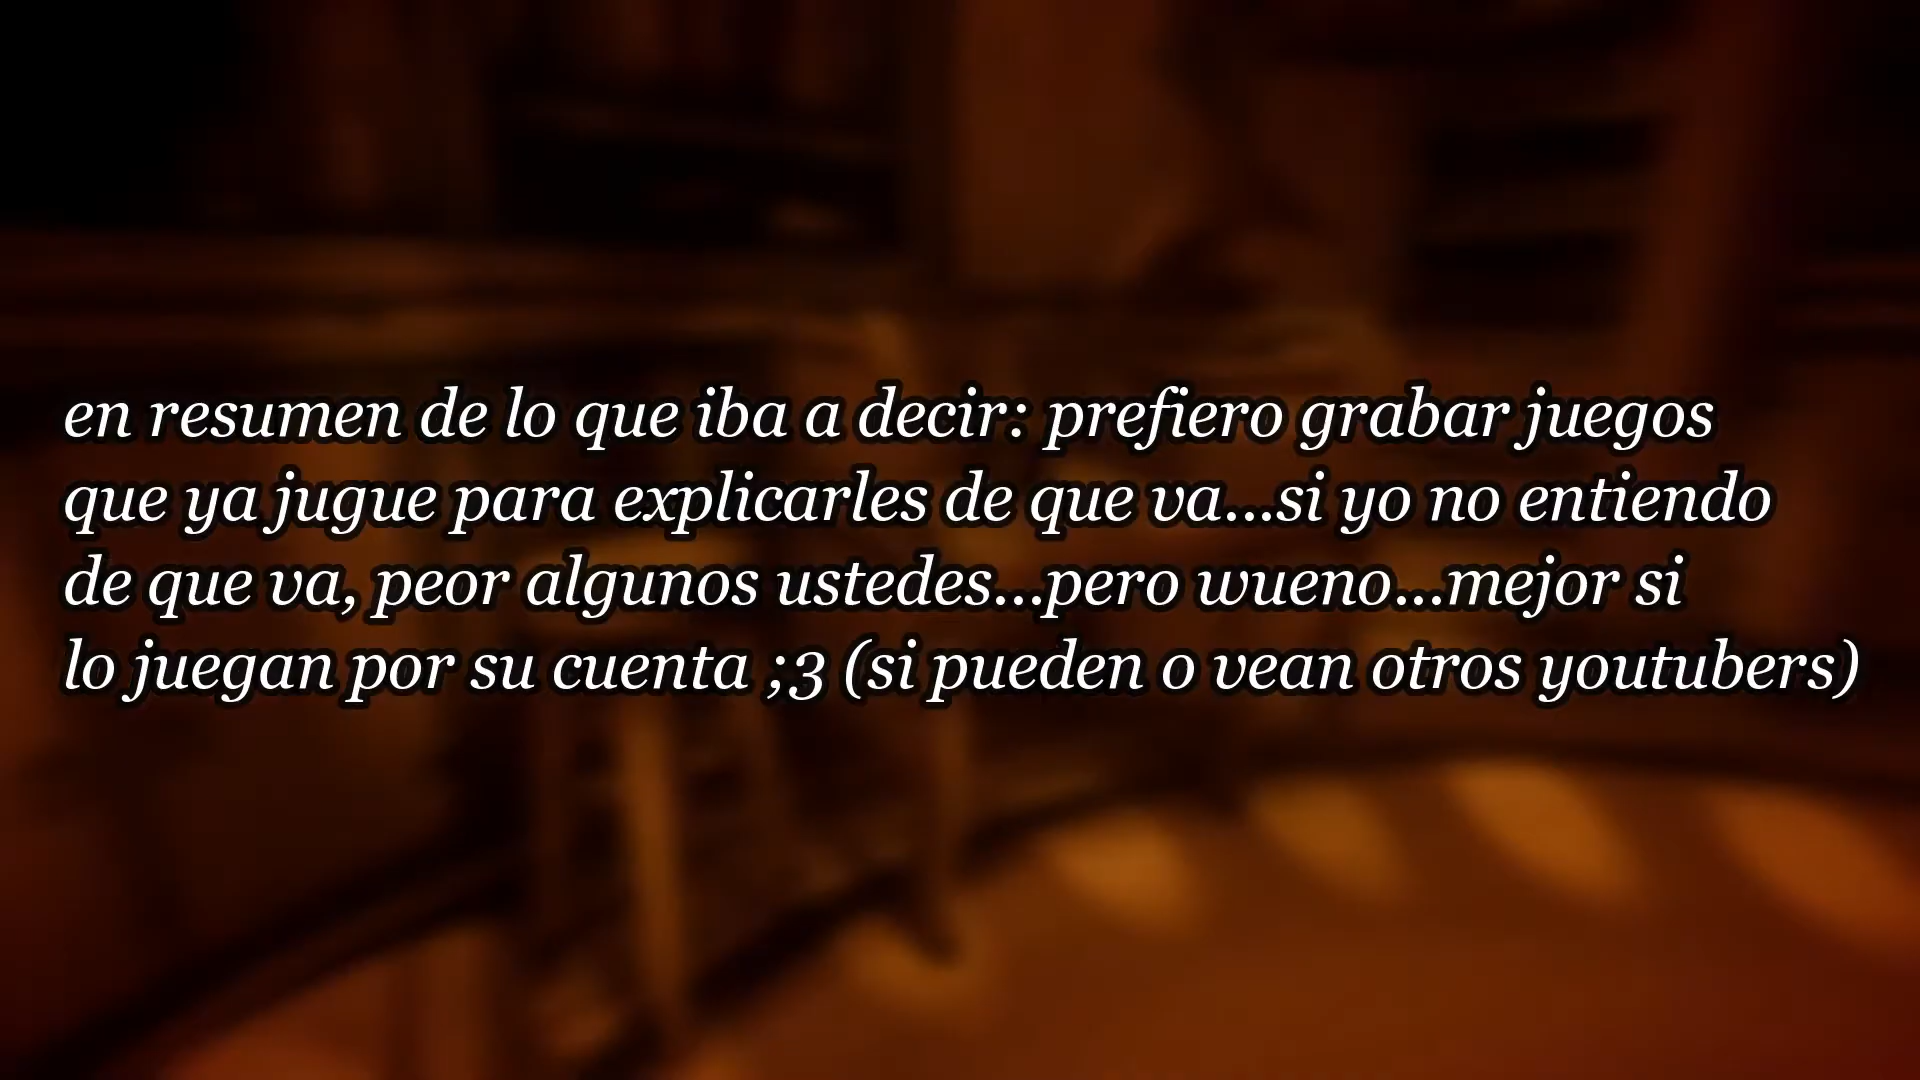 en resumen de lo que iba a decir: prefiero grabar juegos
que ya jugue para explicarles de que va...si yo no entiendo
de que va, peor algunos ustedes...pero wueno...mejor si
lo juegan por su cuenta ;3 (si pueden o vean otros youtubers)